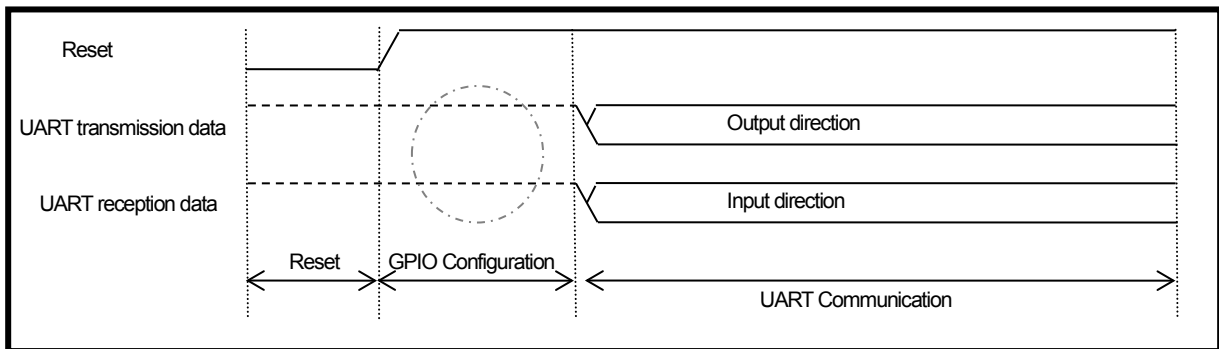 Reset
UART transmission data
Output direction
UART reception data
Input direction
Reset
GPIO Configuration
UART Communication